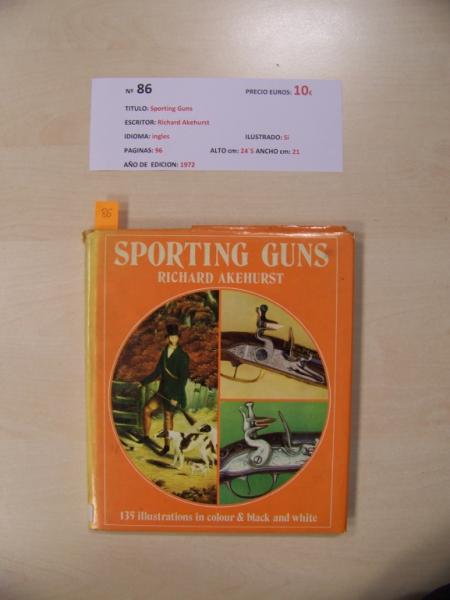 Nº 86 PRECIO EUROS: 10€
TITULO: Sporting Guns
ESCRITOR: Richard Akehurst
IDIOMA: ingles ILUSTRADO: Si
PAGINAS: 96 ALTO cm: 24´5 ANCHO cm: 21
AÑO DE EDICION: 1972
86
SPORTING GUNS
RICHARD AKEHURST
135 illustrations in colour & black and white